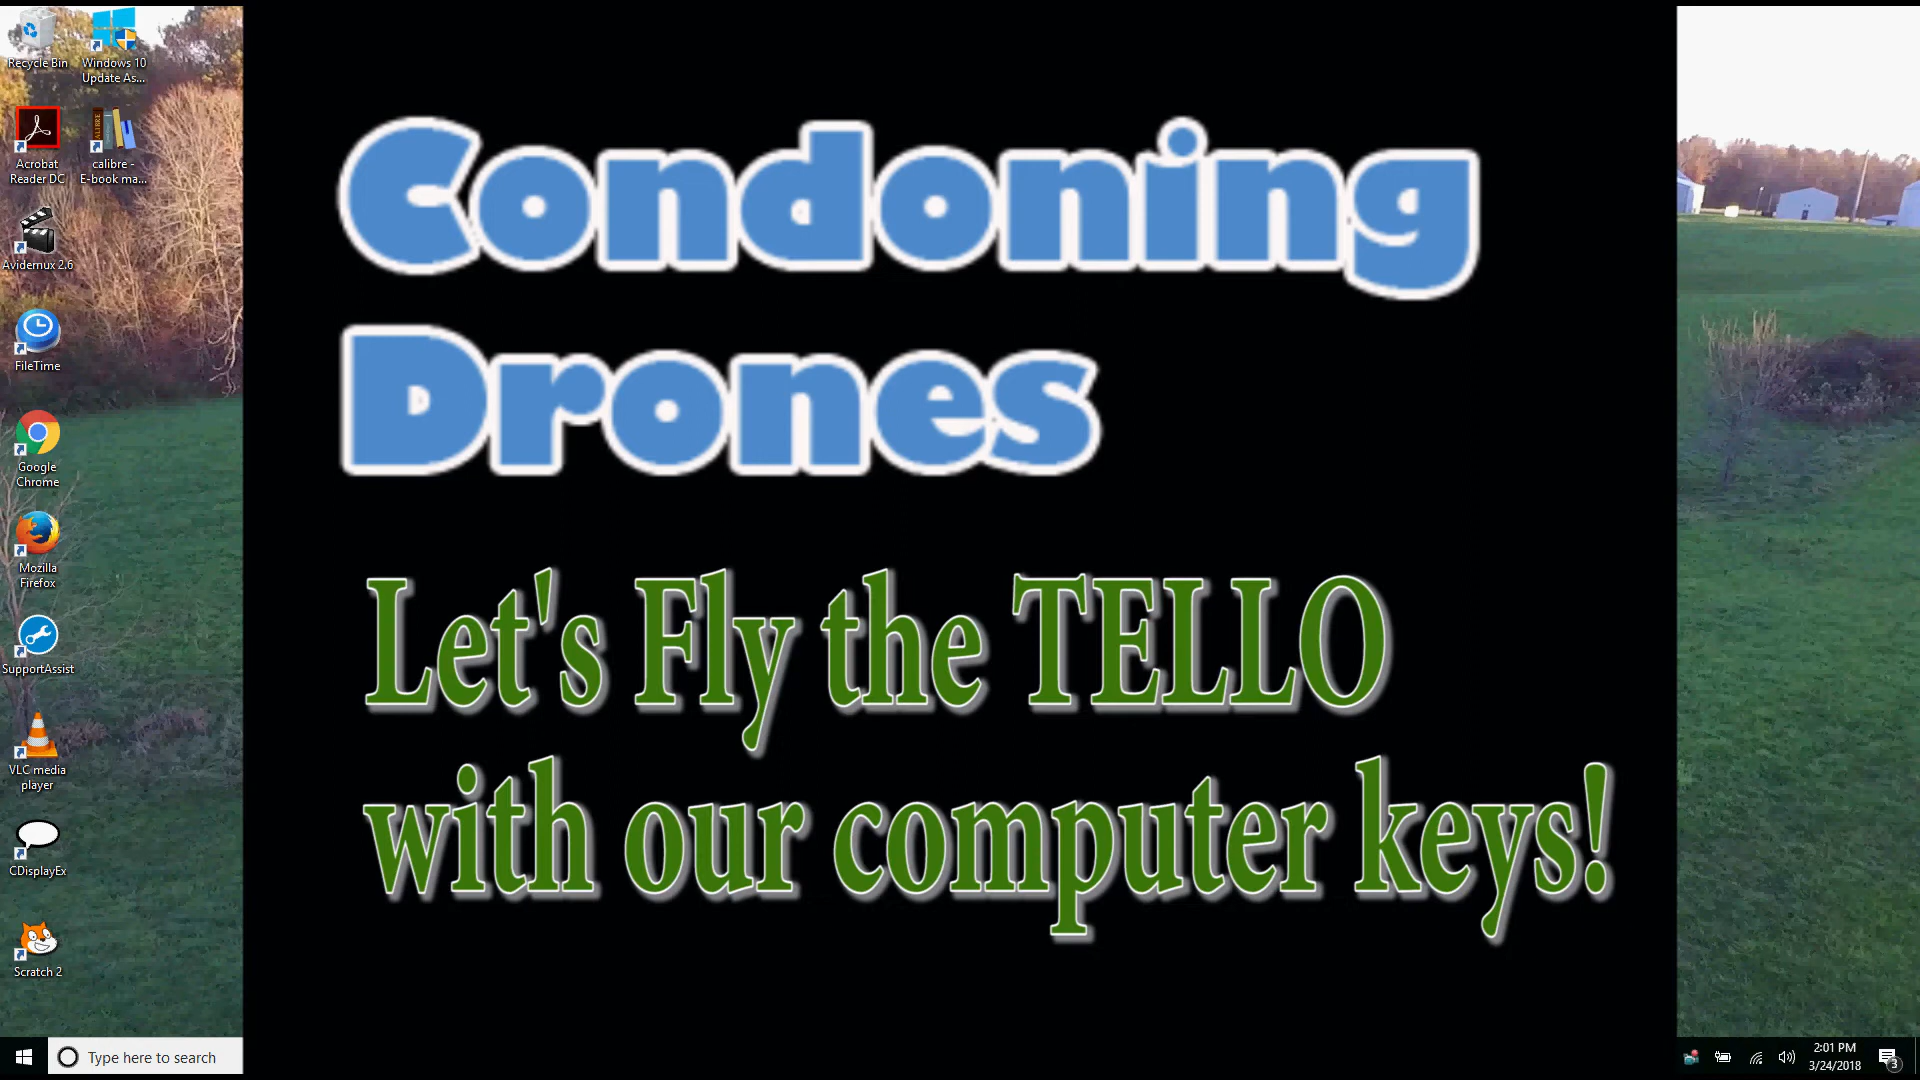 Recycle Bin
Windows 10
Update As...
Acrobat
Reader DC
calibre -
E-book ma...
Avidemux 2.6
FileTime
Google
Chrome
Mozilla
Firefox
SupportAssist
VLC media
player
CDisplayEx
Scratch 2
Condoning
Drones
Let's Fly the TELLO
with our computer keys!
Type here to search
2:01 PM
3/24/2018
3